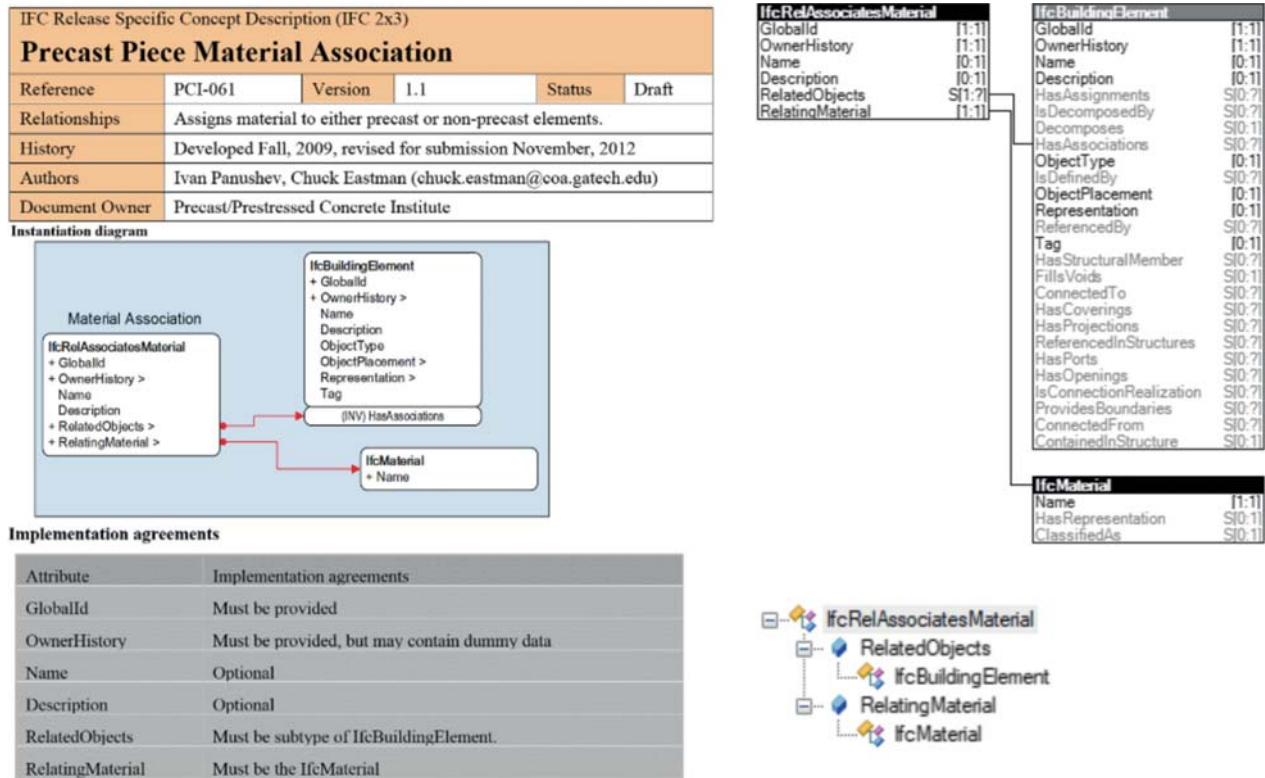 IFC Release Specific Concept Description (IFC 2x3)
Precast Piece Material Association
Reference PCI-061 Version 1.1 Status Draft
Relationships Assigns material to either precast or non-precast elements.
History Developed Fall, 2009, revised for submission November, 2012
Authors Ivan Panushev, Chuck Eastman (chuck.eastman@coa.gatech.edu)
Document Owner Precast/Prestressed Concrete Institute
Instantiation diagram
Material Association
IfcRelAssociatesMaterial
+ GlobalId
+ OwnerHistory >
Name
Description
+ RelatedObjects >
+ RelatingMaterial >
IfcBuildingElement
+ GlobalId
+ OwnerHistory >
Name
Description
ObjectType
ObjectPlacement >
Representation >
Tag
(INV) HasAssociations
IfcMaterial
+ Name
Implementation agreements
Attribute Implementation agreements
GlobalId Must be provided
OwnerHistory Must be provided, but may contain dummy data
Name Optional
Description Optional
RelatedObjects Must be subtype of IfcBuildingElement.
RelatingMaterial Must be the IfcMaterial
IfcRelAssociatesMaterial
GlobalId [1:1]
OwnerHistory [1:1]
Name [0:1]
Description [0:1]
RelatedObjects S[1:?]
RelatingMaterial [1:1]
IfcBuildingElement
GlobalId [1:1]
OwnerHistory [1:1]
Name [0:1]
Description [0:1]
HasAssignments S[0:?]
IsDecomposedBy S[0:?]
Decomposes S[0:1]
HasAssociations S[0:?]
ObjectType [0:1]
IsDefinedBy S[0:?]
ObjectPlacement [0:1]
Representation [0:1]
ReferencedBy S[0:?]
Tag [0:1]
HasStructuralMember S[0:?]
FillsVoids S[0:1]
ConnectedTo S[0:?]
HasCoverings S[0:?]
HasProjections S[0:?]
ReferencedInStructures S[0:?]
HasPorts S[0:?]
HasOpenings S[0:?]
IsConnectionRealization S[0:?]
ProvidesBoundaries S[0:?]
ConnectedFrom S[0:?]
ContainedInStructure S[0:1]
IfcMaterial
Name [1:1]
HasRepresentation S[0:1]
ClassifiedAs S[0:1]
IfcRelAssociatesMaterial
RelatedObjects
IfcBuildingElement
RelatingMaterial
IfcMaterial